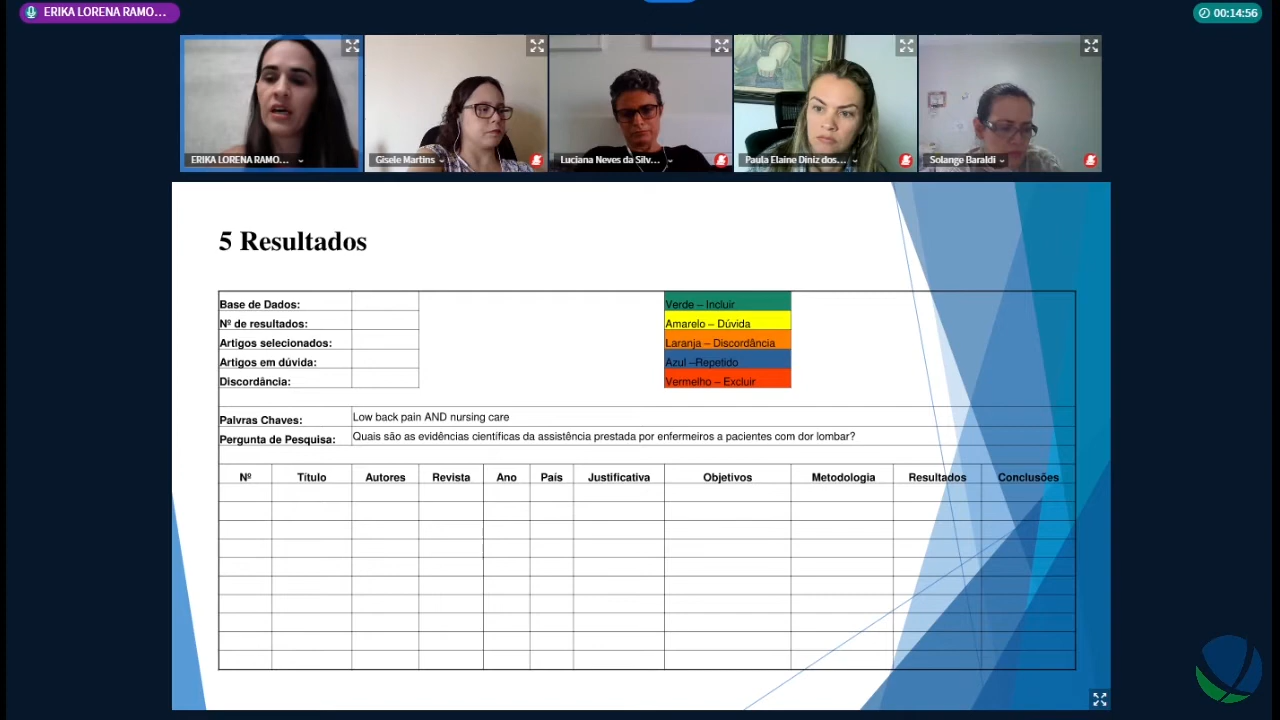 ERIKA LORENA RAMO...
00:14:56
ERIKA LORENA RAMO...
Gisele Martins
Luciana Neves da Silv...
Paula Elaine Diniz dos...
Solange Baraldi
5 Resultados
Base de Dados:
Verde – Incluir
Nº de resultados:
Amarelo – Dúvida
Artigos selecionados:
Laranja – Discordância
Artigos em dúvida:
Azul –Repetido
Discordância:
Vermelho – Excluir
Palvras Chaves: Low back pain AND nursing care
Pergunta de Pesquisa: Quais são as evidências científicas da assistência prestada por enfermeiros a pacientes com dor lombar?
Nº Título Autores Revista Ano País Justificativa Objetivos Metodologia Resultados Conclusões